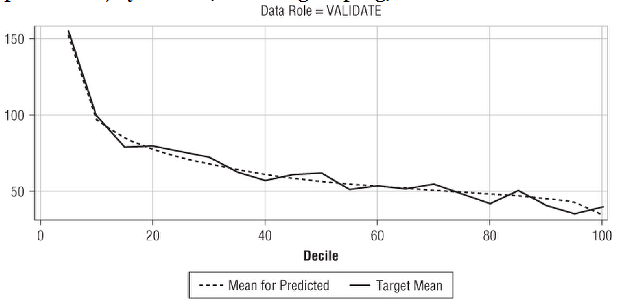 Data Role = VALIDATE
150
100
50
0 20 40 60 80 100
Decile
Mean for Predicted Target Mean